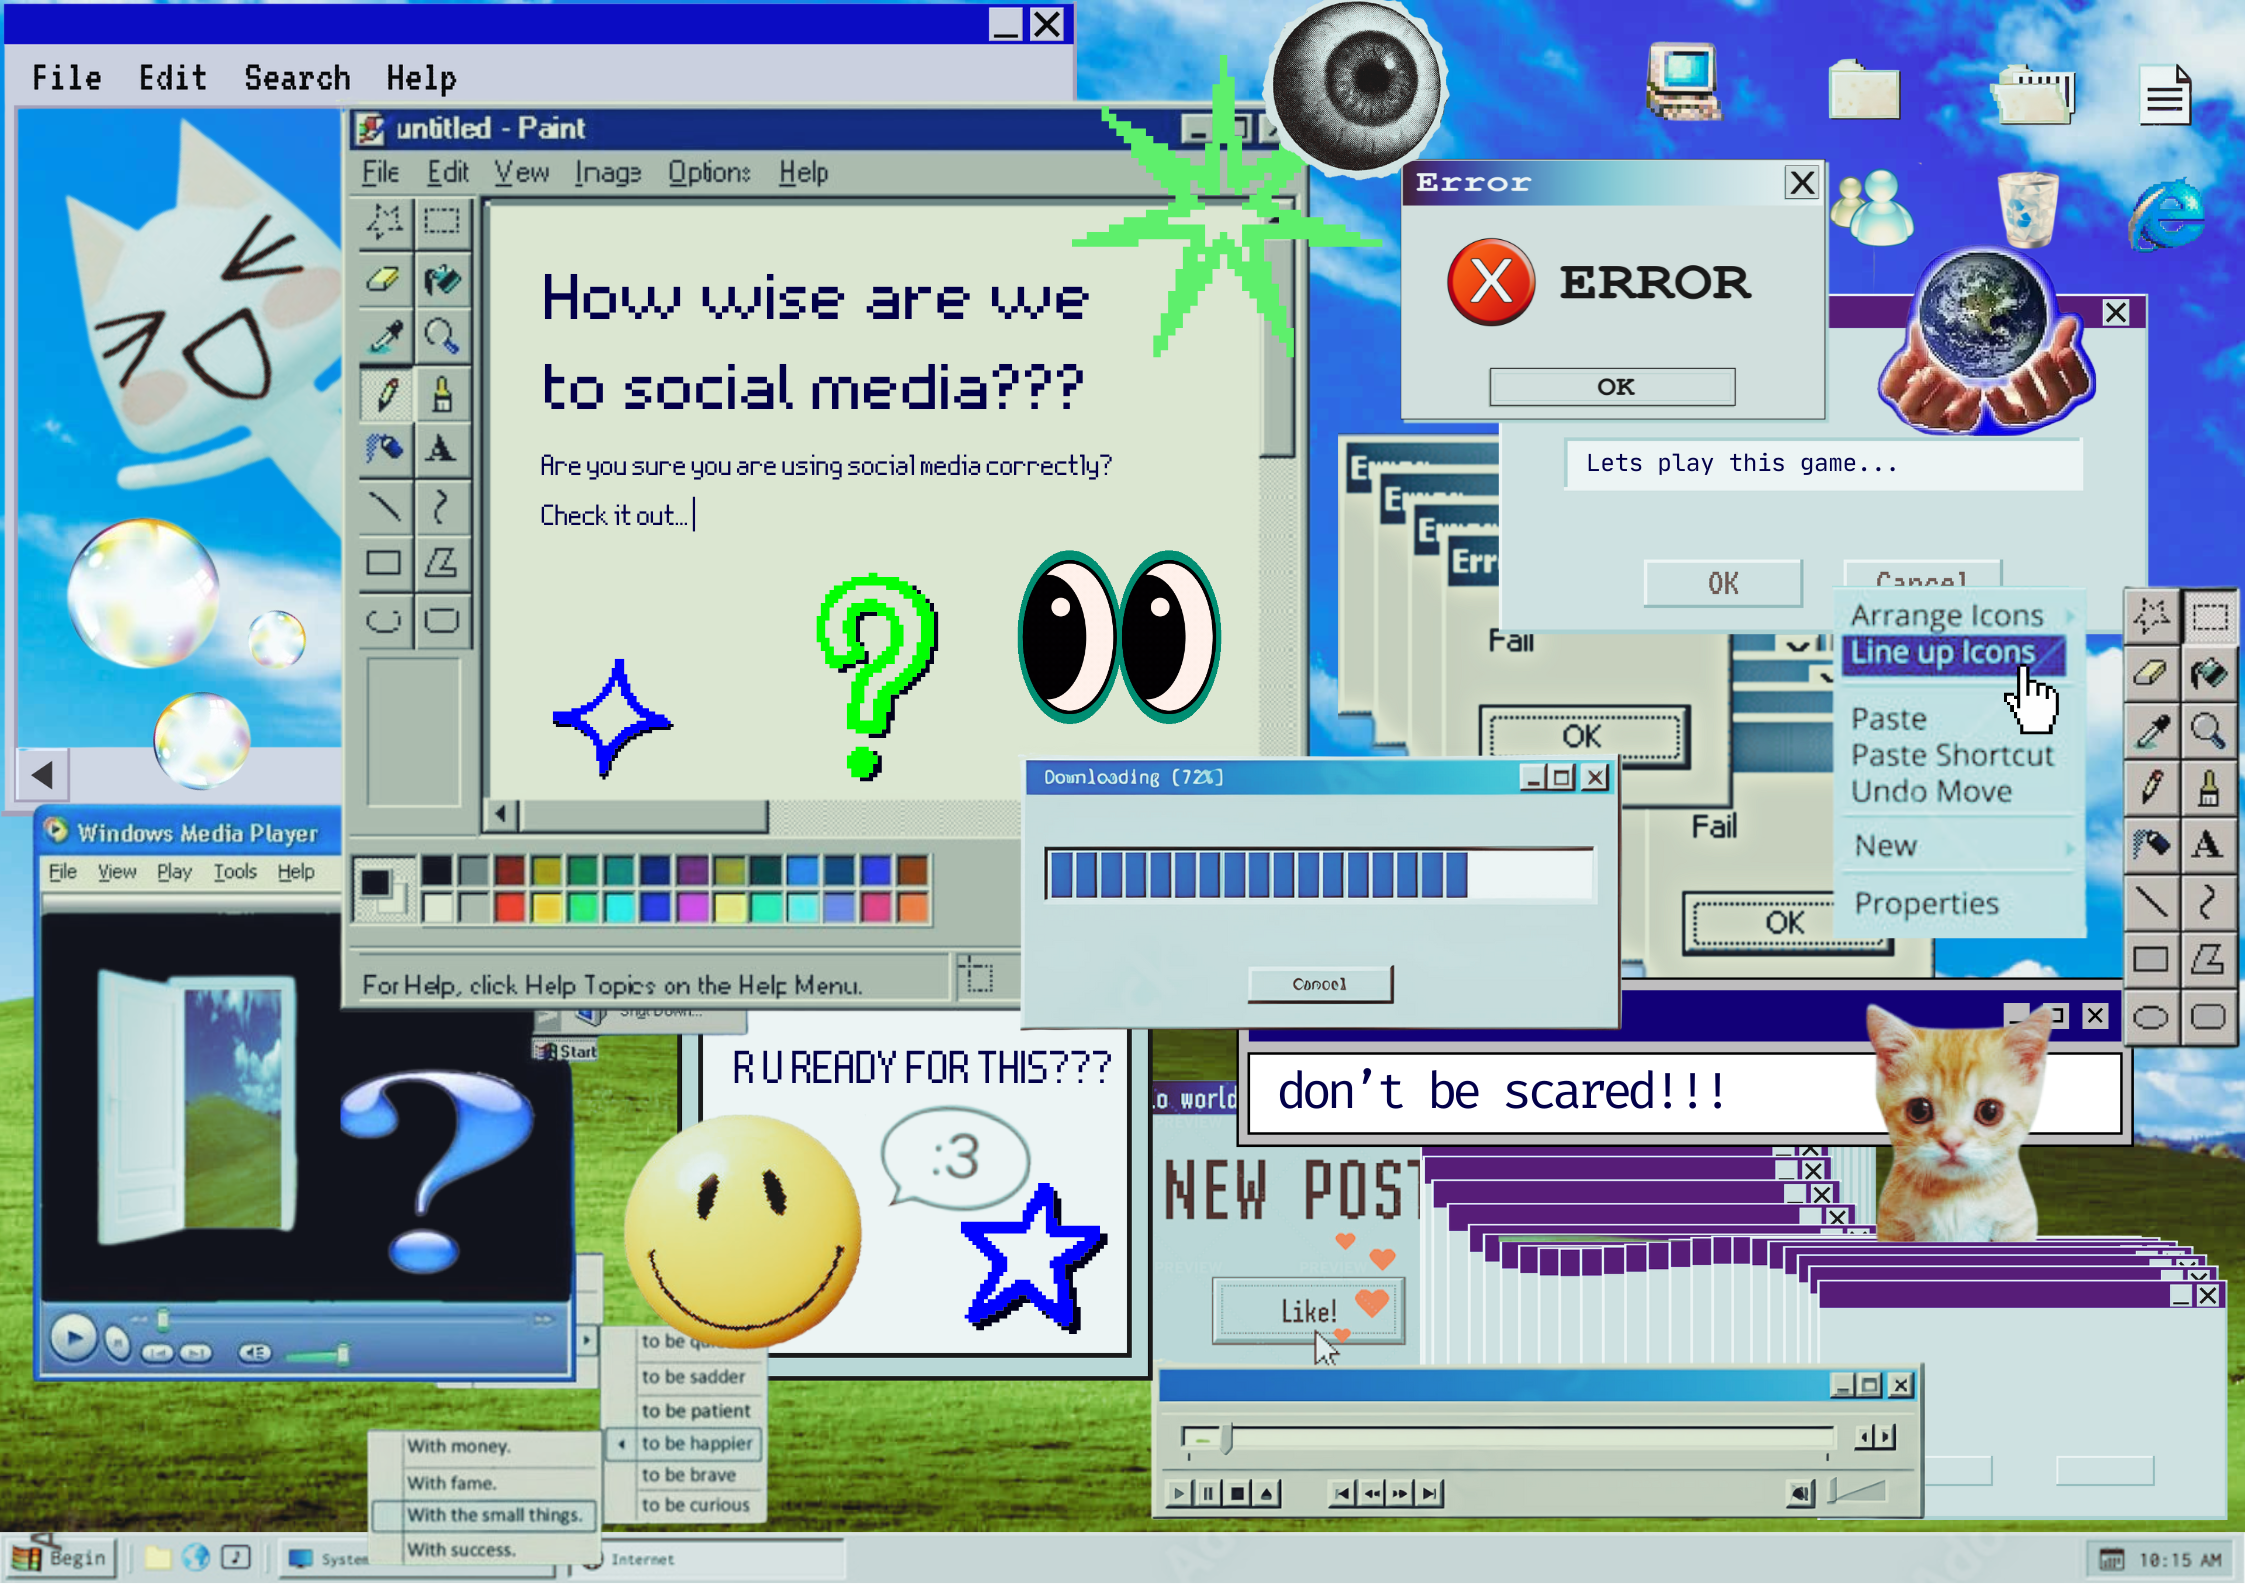 File Edit Search Help
untitled - Paint
File Edit View Image Options Help
How wise are we
to social media???
Are you sure you are using social media correctly?
Check it out...
For Help, click Help Topics on the Help Menu.
Error
X ERROR
OK
Lets play this game...
OK Cancel
Err
Fail
OK
Fail
OK
Arrange Icons
Line up Icons
Paste
Paste Shortcut
Undo Move
New
Properties
Downloading (72%)
Cancel
Windows Media Player
File View Play Tools Help
Shut Down...
Start
R U READY FOR THIS???
:3
don't be scared!!!
o world
NEW POST
Like!
to be sadder
to be patient
to be happier
to be brave
to be curious
With money.
With fame.
With the small things.
With success.
Begin
System
Internet
10:15 AM